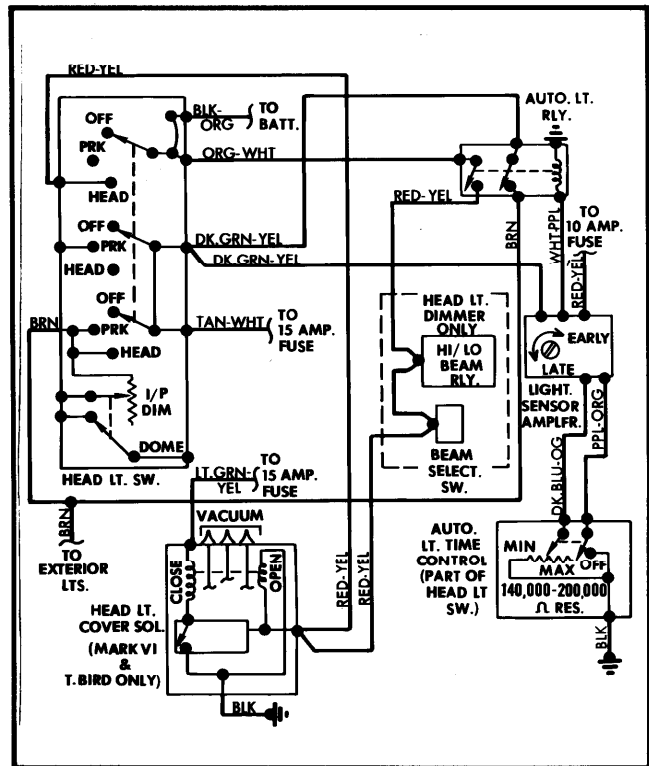 RED-YEL
OFF
BLK-
ORG
TO
BATT.
AUTO. LT.
RLY.
PRK
ORG-WHT
HEAD
RED-YEL
OFF
PRK
DK.GRN-YEL
BRN
WHT-PPL
TO
10 AMP.
FUSE
RED-YEL
HEAD
DK.GRN-YEL
OFF
BRN
PRK
TAN-WHT
TO
15 AMP.
FUSE
HEAD
HEAD LT.
DIMMER
ONLY
HI/LO
BEAM
RLY.
EARLY
LATE
I/P
DIM
LIGHT.
SENSOR
AMPLFR.
DOME
HEAD LT. SW.
BEAM
SELECT.
SW.
LT.GRN-
YEL
TO
15 AMP.
FUSE
DK.BLU-OG
PPL-ORG
BRN
TO
EXTERIOR
LTS.
VACUUM
CLOSE
OPEN
RED-YEL
RED-YEL
AUTO.
LT. TIME
CONTROL
(PART OF
HEAD LT
SW.)
MIN
MAX
OFF
140,000-200,000
Ω RES.
HEAD LT.
COVER SOL.
(MARK VI
&
T.BIRD ONLY)
BLK
BLK